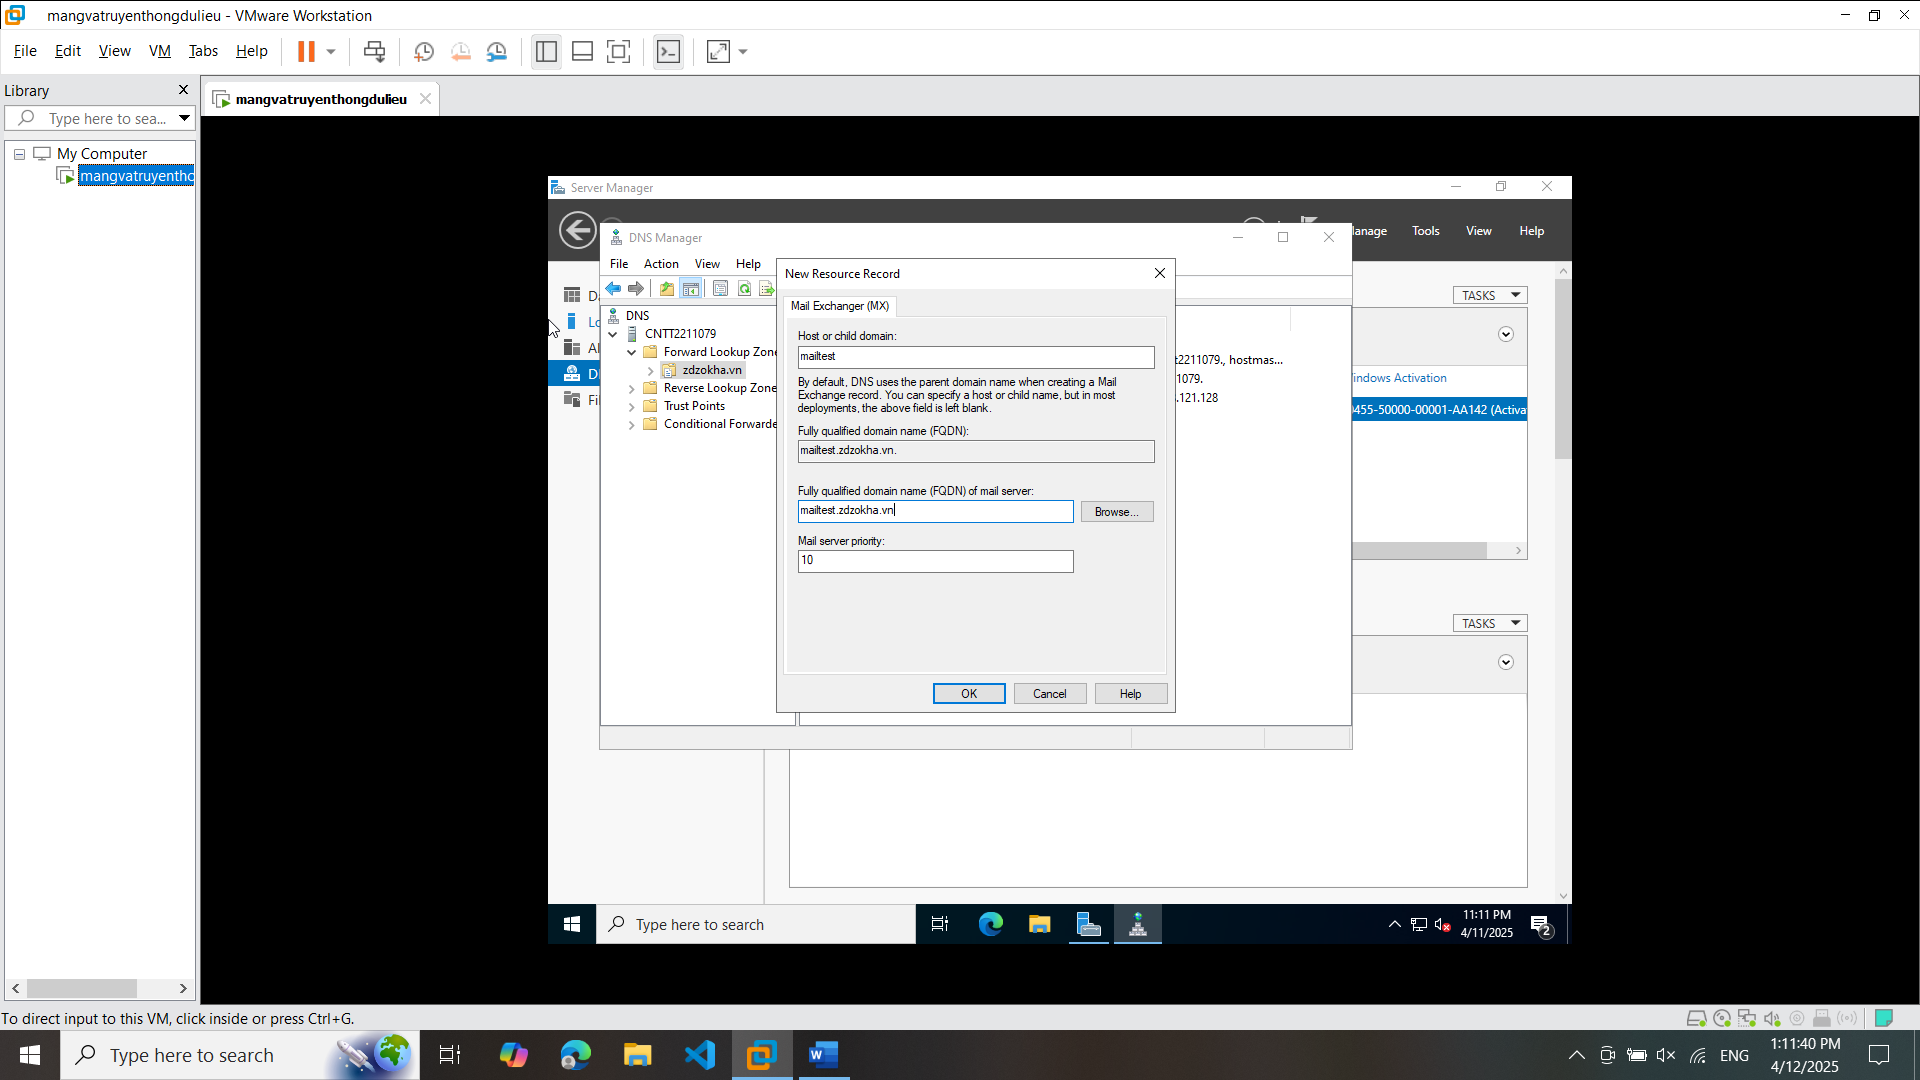 mangvatruyenthongdulieu - VMware Workstation
File Edit View VM Tabs Help
Library
mangvatruyenthongdulieu
Type here to sea...
My Computer
mangvatruyenthc
Server Manager
Manage Tools View Help
DNS Manager
File Action View Help
New Resource Record
Mail Exchanger (MX)
TASKS
DNS
CNTT2211079
Forward Lookup Zone
zdzokha.vn
Reverse Lookup Zone
Trust Points
Conditional Forwarde
Host or child domain:
mailtest
By default, DNS uses the parent domain name when creating a Mail
Exchange record. You can specify a host or child name, but in most
deployments, the above field is left blank.
Fully qualified domain name (FQDN):
mailtest.zdzokha.vn.
Fully qualified domain name (FQDN) of mail server:
mailtest.zdzokha.vn
Browse...
Mail server priority:
10
OK Cancel Help
t2211079., hostmas...
1079.
.121.128
Windows Activation
0455-50000-00001-AA142 (Activa
TASKS
Type here to search
11:11 PM
4/11/2025
2
To direct input to this VM, click inside or press Ctrl+G.
Type here to search
ENG
1:11:40 PM
4/12/2025